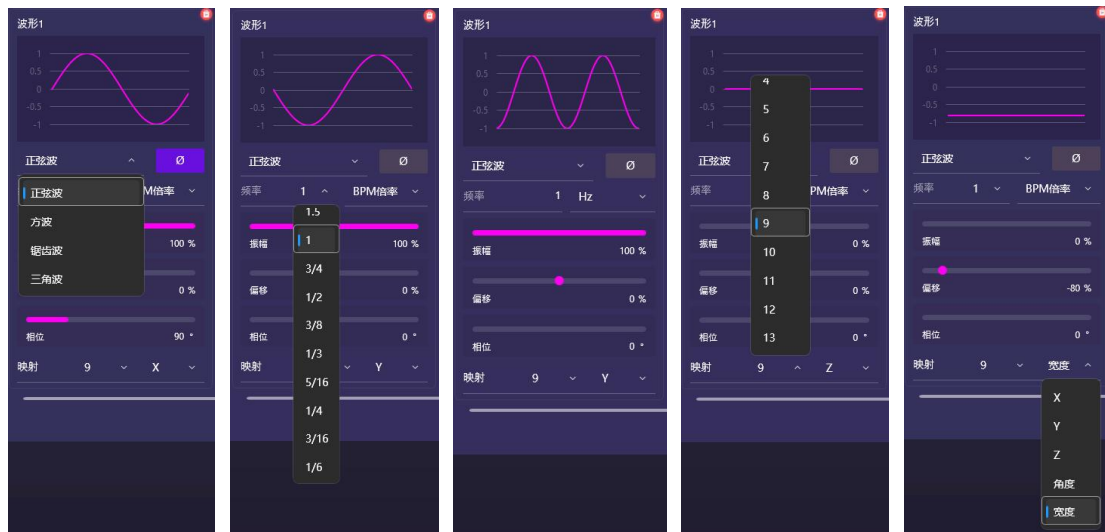 波形1
1
0.5
0
-0.5
-1
正弦波 Ø
正弦波
方波
锯齿波
三角波
M倍率
100 %
0 %
相位 90 °
映射 9 X
波形1
1
0.5
0
-0.5
-1
正弦波 Ø
频率 1 BPM倍率
1.5
1
3/4
1/2
3/8
1/3
5/16
1/4
3/16
1/6
振幅 100 %
偏移 0 %
相位 0 °
映射 Y
波形1
1
0.5
0
-0.5
-1
正弦波 Ø
频率 1 Hz
振幅 100 %
偏移 0 %
相位 0 °
映射 9 Y
波形1
1
0.5
0
-0.5
-1
正弦波 Ø
频率 PM倍率
4
5
6
7
8
9
10
11
12
13
振幅 0 %
偏移 0 %
相位 0 °
映射 9 Z
波形1
1
0.5
0
-0.5
-1
正弦波 Ø
频率 1 BPM倍率
振幅 0 %
偏移 -80 %
相位 0 °
映射 9 宽度
X
Y
Z
角度
宽度